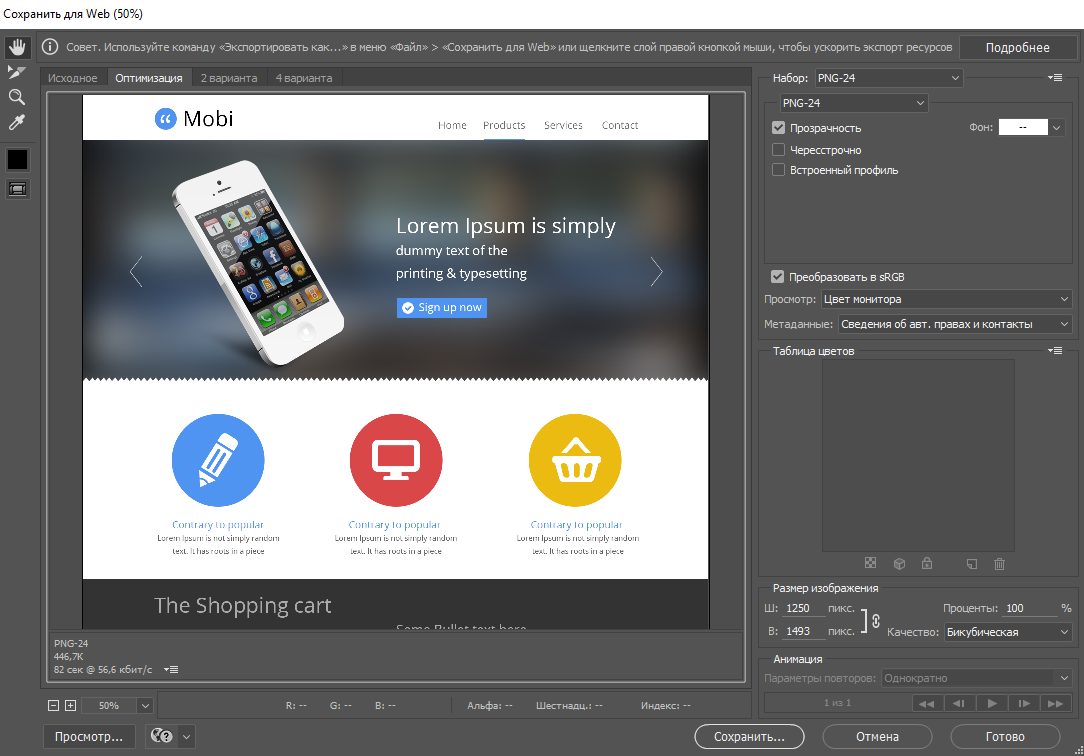 Сохранить для Web (50%)
Совет. Используйте команду «Экспортировать как...» в меню «Файл» > «Сохранить для Web» или щелкните слой правой кнопкой мыши, чтобы ускорить экспорт ресурсов
Подробнее
Исходное
Оптимизация
2 варианта
4 варианта
Mobi
Home Products Services Contact
Lorem Ipsum is simply
dummy text of the
printing & typesetting
Sign up now
Contrary to popular
Lorem Ipsum is not simply random
text. It has roots in a piece
Contrary to popular
Lorem Ipsum is not simply random
text. It has roots in a piece
Contrary to popular
Lorem Ipsum is not simply random
text. It has roots in a piece
The Shopping cart
Some Bullet text here
PNG-24
446,7K
82 сек @ 56,6 кбит/с
50%
R: -- G: -- B: --
Альфа: -- Шестнадц.: -- Индекс: --
Просмотр...
Набор: PNG-24
PNG-24
Прозрачность
Фон: --
Чересстрочно
Встроенный профиль
Преобразовать в sRGB
Просмотр: Цвет монитора
Метаданные: Сведения об авт. правах и контакты
Таблица цветов
Размер изображения
Ш: 1250 пикс.
Проценты: 100 %
В: 1493 пикс.
Качество: Бикубическая
Анимация
Параметры повторов: Однократно
1 из 1
Сохранить...
Отмена
Готово